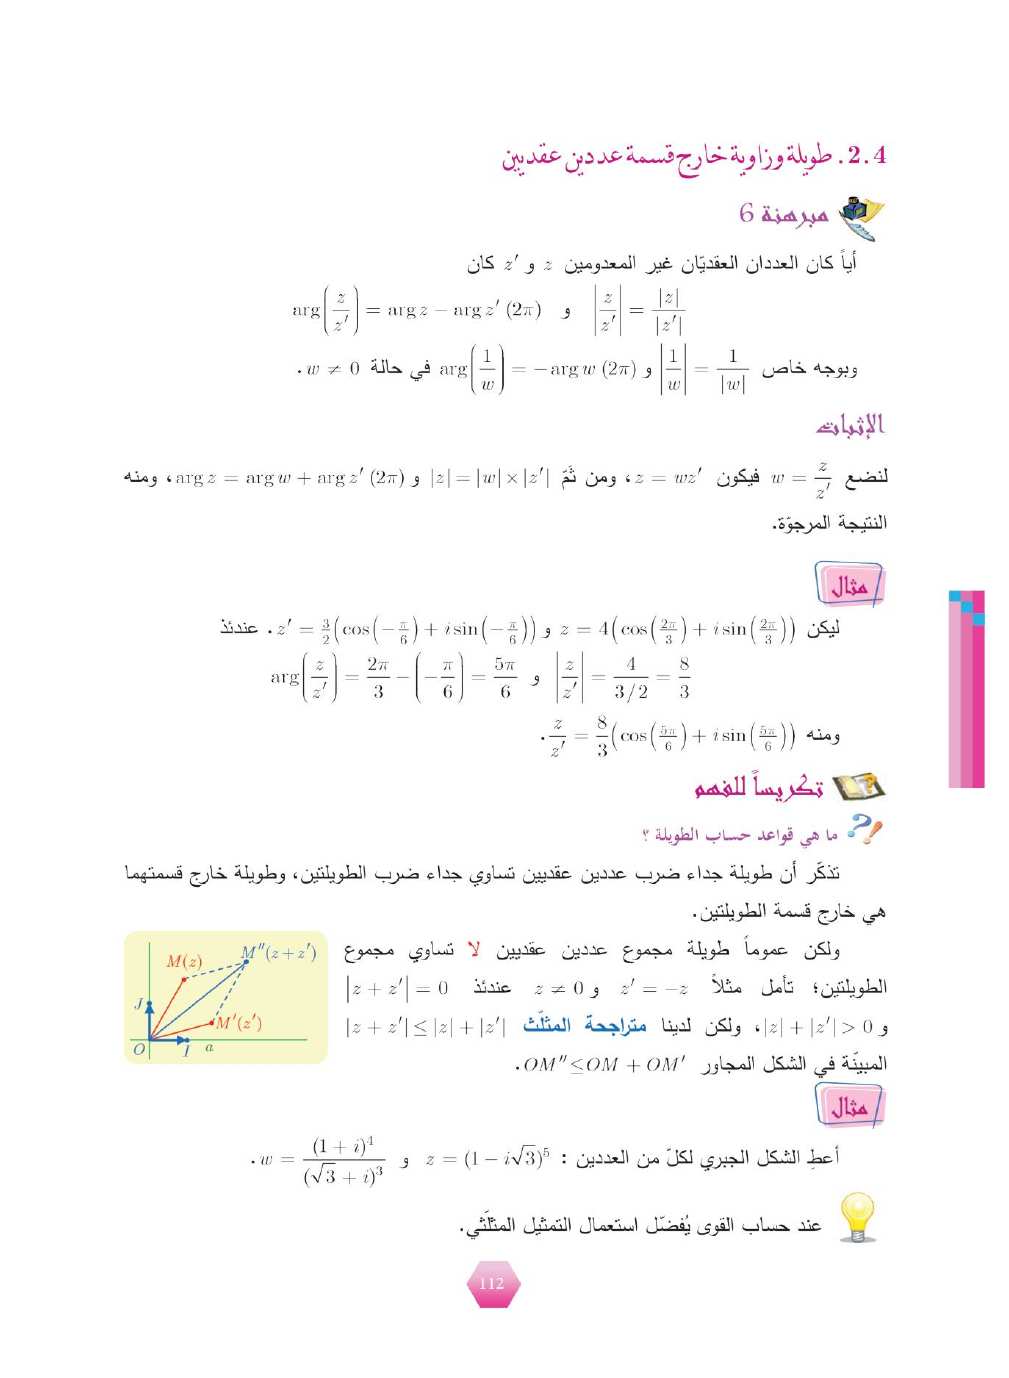 2.4. طويلة وزاوية خارج قسمة عددين عقديين
مبرهنة 6
أياً كان العددان العقديّان غير المعدومين z و z′ كان
|z/z′| = |z|/|z′| و arg(z/z′) = arg z − arg z′ (2π)
وبوجه خاص |1/w| = 1/|w| و arg(1/w) = −arg w (2π) في حالة w ≠ 0.
الإثبات
لنضع w = z/z′ فيكون z = wz′، ومن ثَمّ |z| = |w|×|z′| و arg z = arg w + arg z′ (2π)، ومنه
النتيجة المرجوّة.
مثال
ليكن z = 4(cos(2π/3) + i sin(2π/3)) و z′ = 3/2(cos(−π/6) + i sin(−π/6)). عندئذ
|z/z′| = 4/(3/2) = 8/3 و arg(z/z′) = 2π/3 − (−π/6) = 5π/6
ومنه z/z′ = 8/3(cos(5π/6) + i sin(5π/6)).
تكريساً للفهم
ما هي قواعد حساب الطويلة ؟
تذكّر أن طويلة جداء ضرب عددين عقديين تساوي جداء ضرب الطويلتين، وطويلة خارج قسمتهما
هي خارج قسمة الطويلتين.
ولكن عموماً طويلة مجموع عددين عقديين لا تساوي مجموع
الطويلتين؛ تأمل مثلاً z′ = −z و z ≠ 0 عندئذ |z + z′| = 0
و |z| + |z′| > 0، ولكن لدينا متراجحة المثلّث |z + z′| ≤ |z| + |z′|
المبيّنة في الشكل المجاور OM″ ≤ OM + OM′.
M″(z + z′)
M(z)
J
M′(z′)
O
I
a
مثال
أعطِ الشكل الجبري لكلّ من العددين : z = (1 − i√3)⁵ و w = (1 + i)⁴/(√3 + i)³.
عند حساب القوى يُفضّل استعمال التمثيل المثلّثي.
112